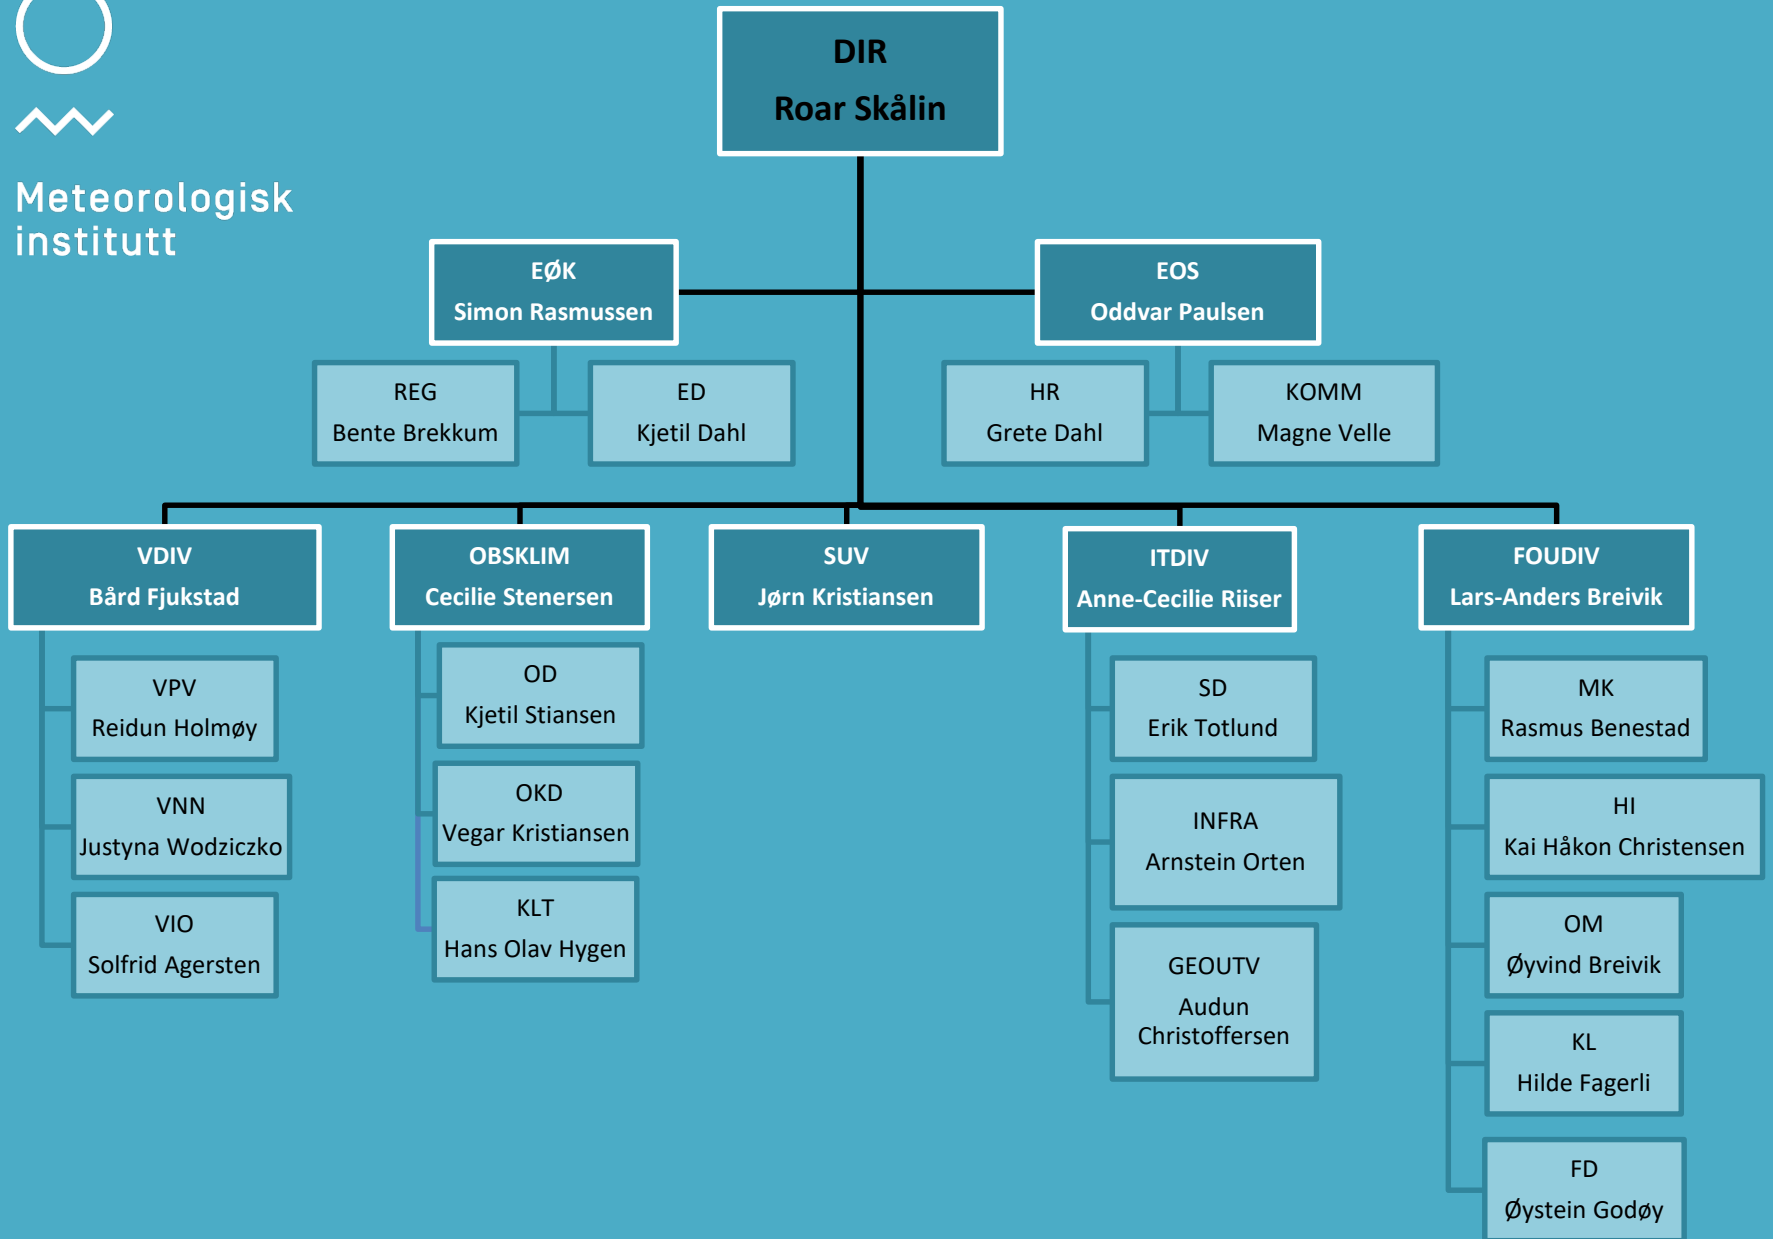 DIR
Roar Skålin
Meteorologisk
institutt
EØK
Simon Rasmussen
EOS
Oddvar Paulsen
REG
Bente Brekkum
ED
Kjetil Dahl
HR
Grete Dahl
KOMM
Magne Velle
VDIV
Bård Fjukstad
OBSKLIM
Cecilie Stenersen
SUV
Jørn Kristiansen
ITDIV
Anne-Cecilie Riiser
FOUDIV
Lars-Anders Breivik
VPV
Reidun Holmøy
VNN
Justyna Wodziczko
VIO
Solfrid Agersten
OD
Kjetil Stiansen
OKD
Vegar Kristiansen
KLT
Hans Olav Hygen
SD
Erik Totlund
INFRA
Arnstein Orten
GEOUTV
Audun
Christoffersen
MK
Rasmus Benestad
HI
Kai Håkon Christensen
OM
Øyvind Breivik
KL
Hilde Fagerli
FD
Øystein Godøy